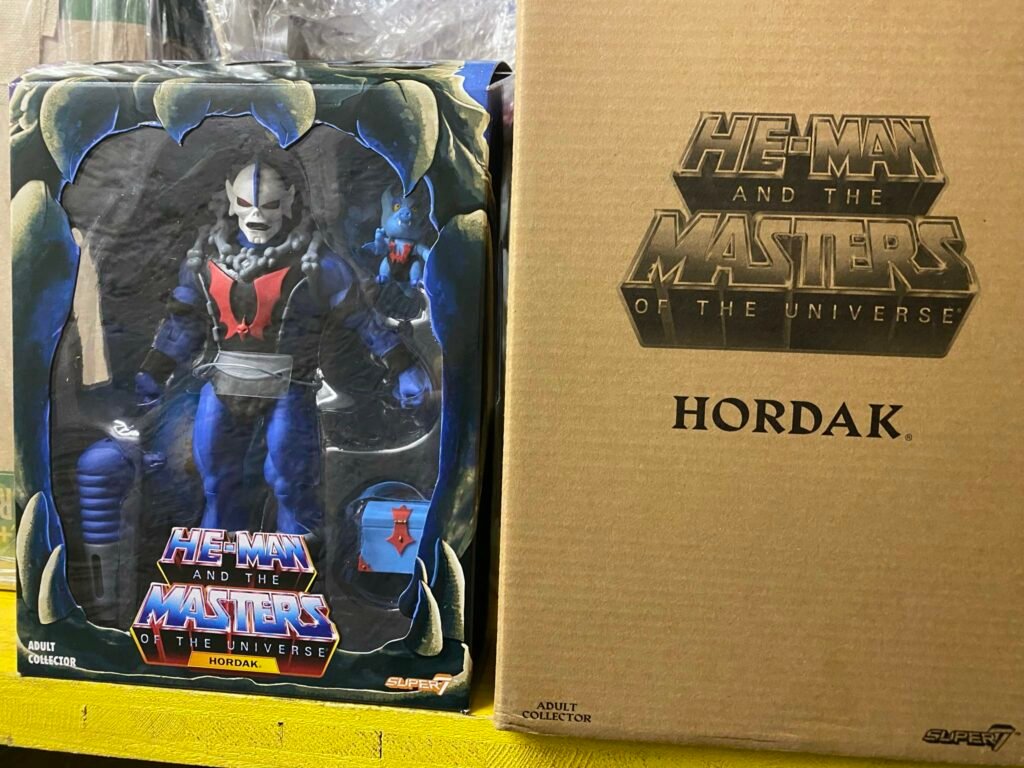 HE-MAN
AND THE
MASTERS
OF THE UNIVERSE
HORDAK
ADULT
COLLECTOR
SUPER7
HE-MAN
AND THE
MASTERS
OF THE UNIVERSE®
HORDAK®
ADULT
COLLECTOR
SUPER7™